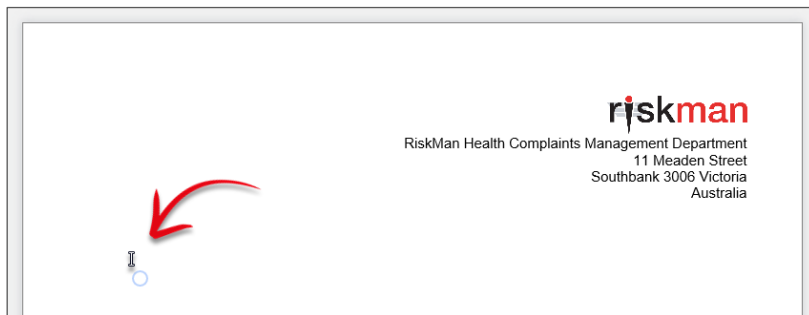 riskman
RiskMan Health Complaints Management Department
11 Meaden Street
Southbank 3006 Victoria
Australia